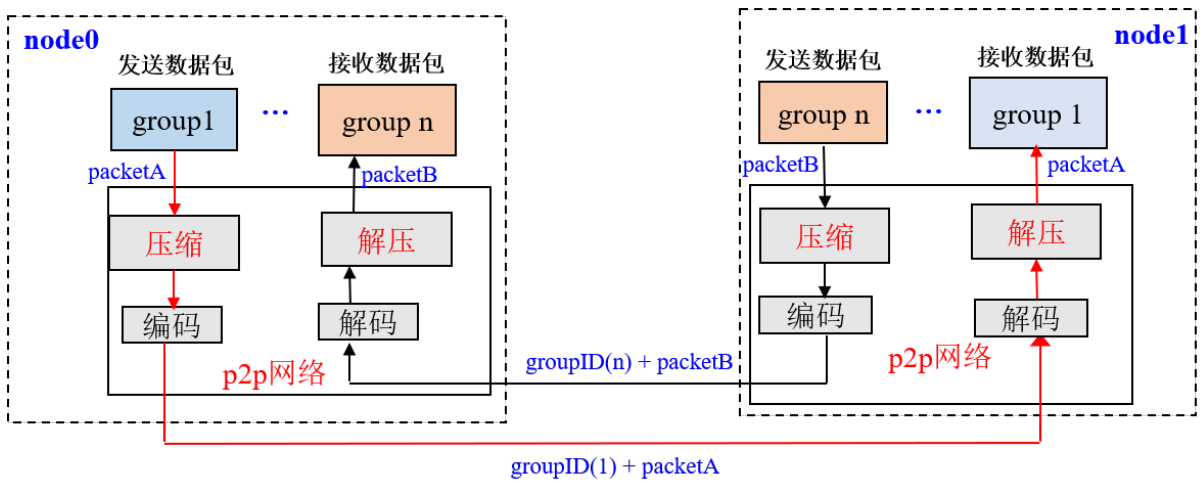 node0
发送数据包
接收数据包
group1
...
group n
packetA
packetB
压缩
解压
编码
解码
p2p网络
node1
发送数据包
接收数据包
group n
...
group 1
packetB
packetA
压缩
解压
编码
解码
p2p网络
groupID(n) + packetB
groupID(1) + packetA